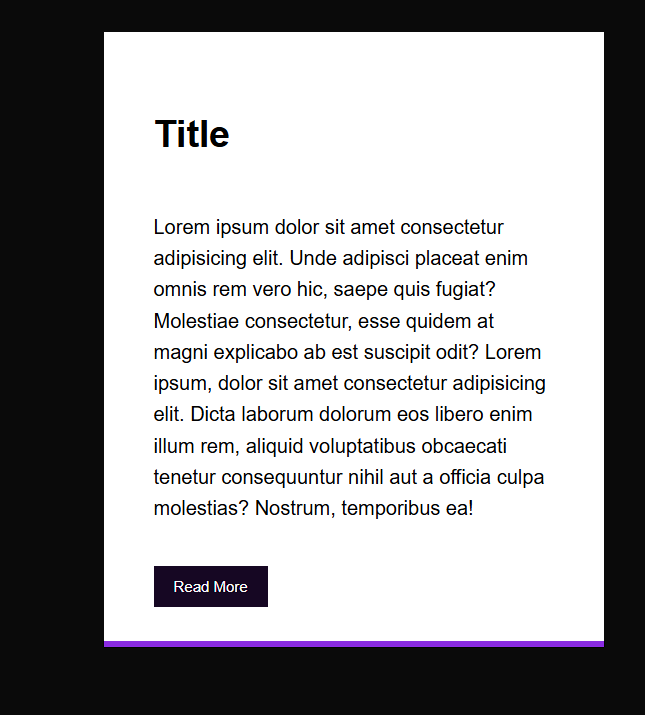 Title
Lorem ipsum dolor sit amet consectetur
adipisicing elit. Unde adipisci placeat enim
omnis rem vero hic, saepe quis fugiat?
Molestiae consectetur, esse quidem at
magni explicabo ab est suscipit odit? Lorem
ipsum, dolor sit amet consectetur adipisicing
elit. Dicta laborum dolorum eos libero enim
illum rem, aliquid voluptatibus obcaecati
tenetur consequuntur nihil aut a officia culpa
molestias? Nostrum, temporibus ea!
Read More